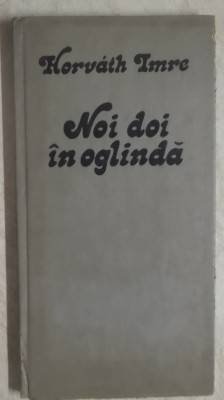 Horváth Imre
Noi doi
în oglindă